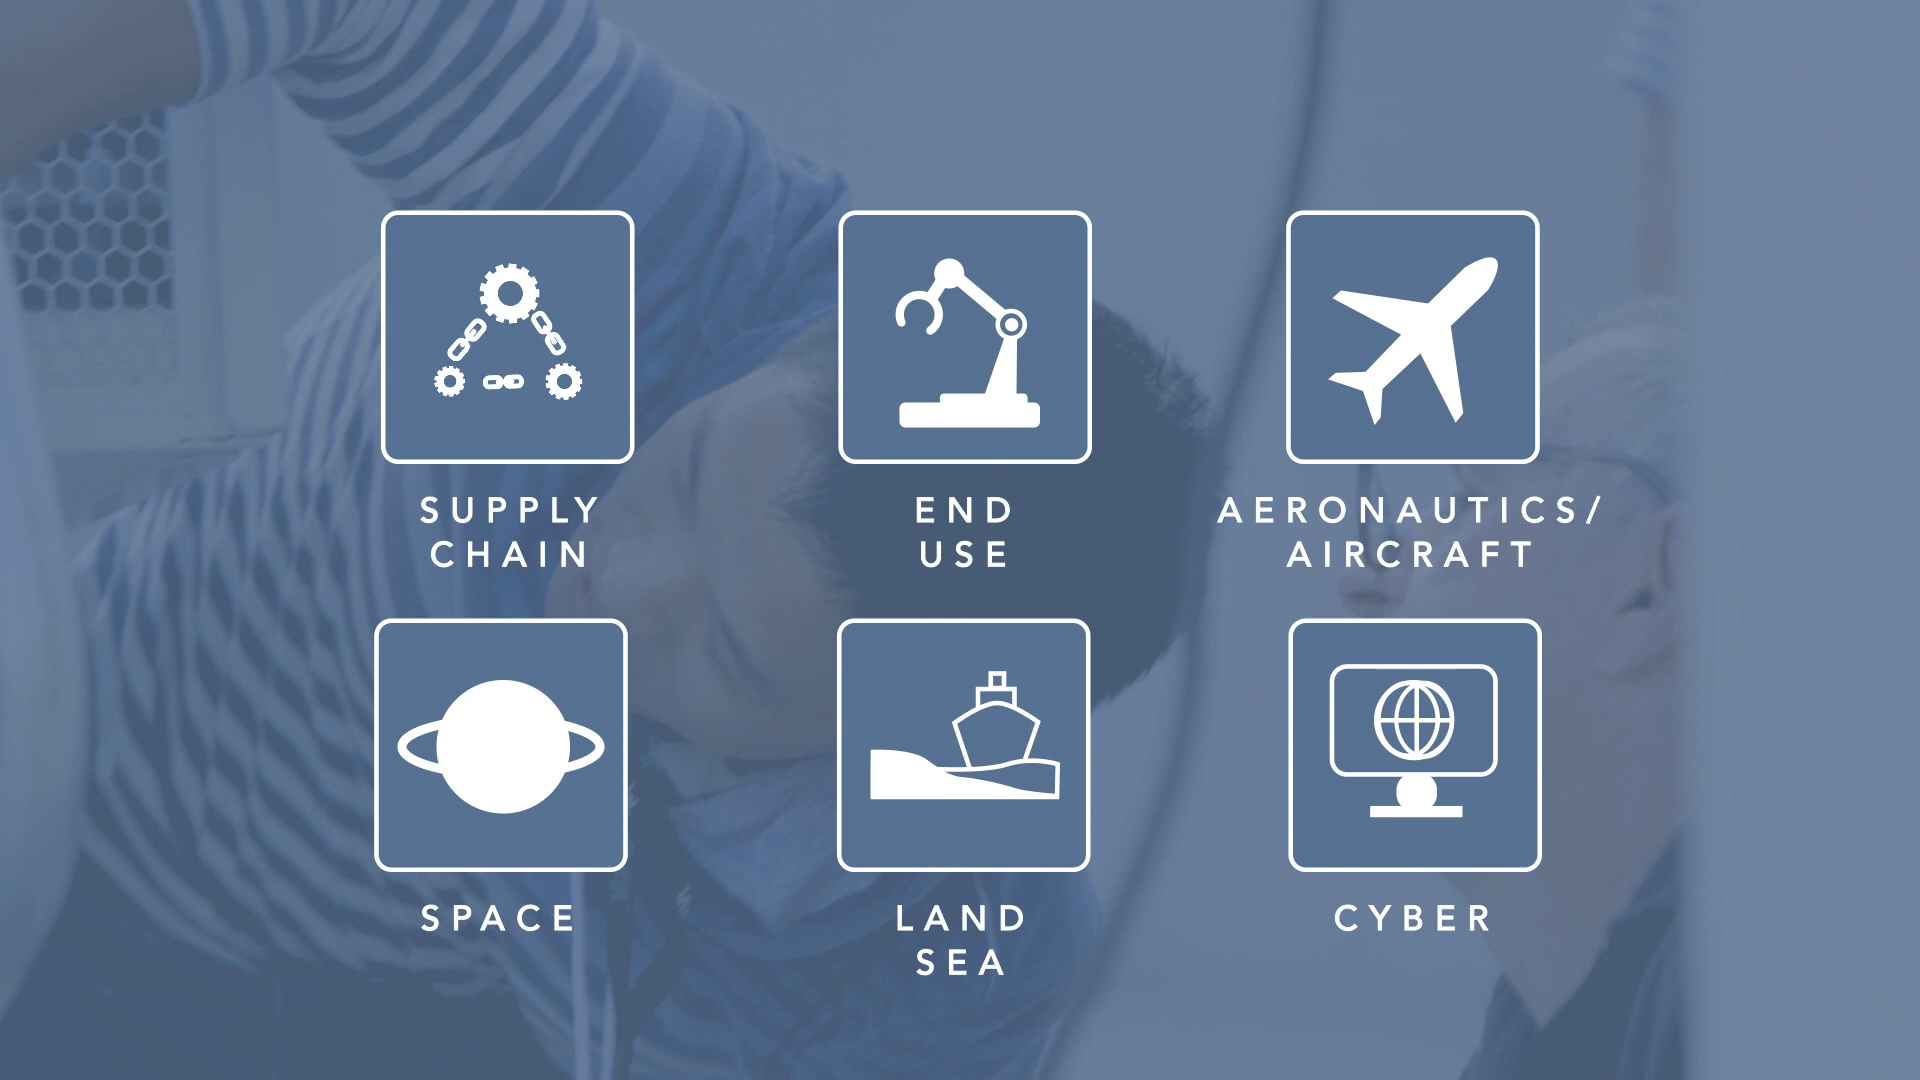 SUPPLY
CHAIN
END
USE
AERONAUTICS/
AIRCRAFT
SPACE
LAND
SEA
CYBER